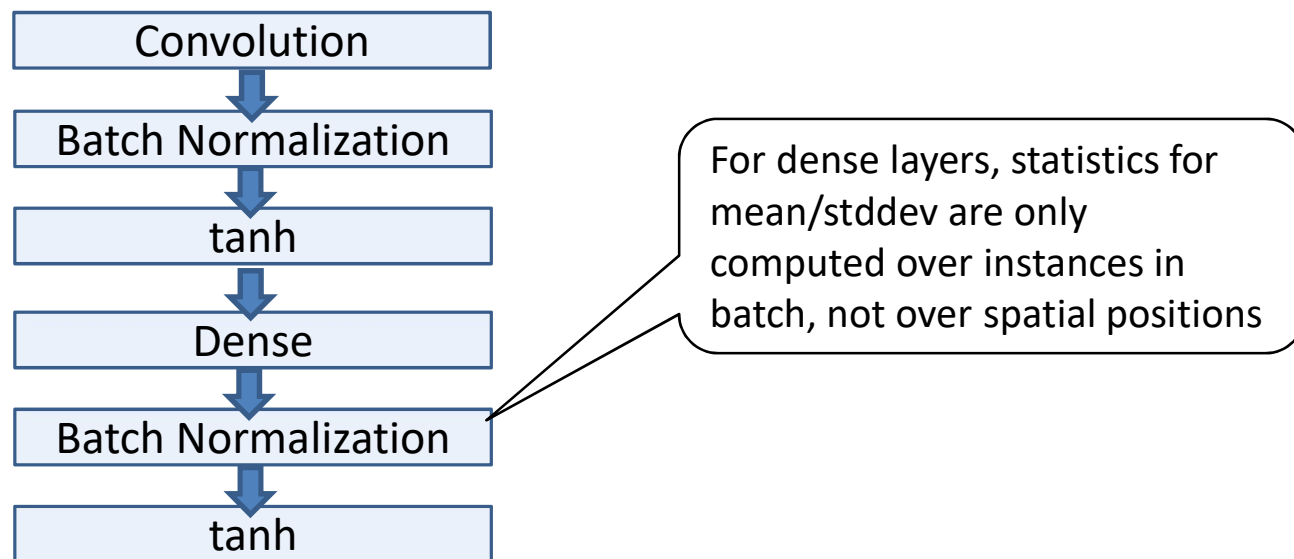 Convolution
Batch Normalization
tanh
Dense
Batch Normalization
tanh
For dense layers, statistics for
mean/stddev are only
computed over instances in
batch, not over spatial positions